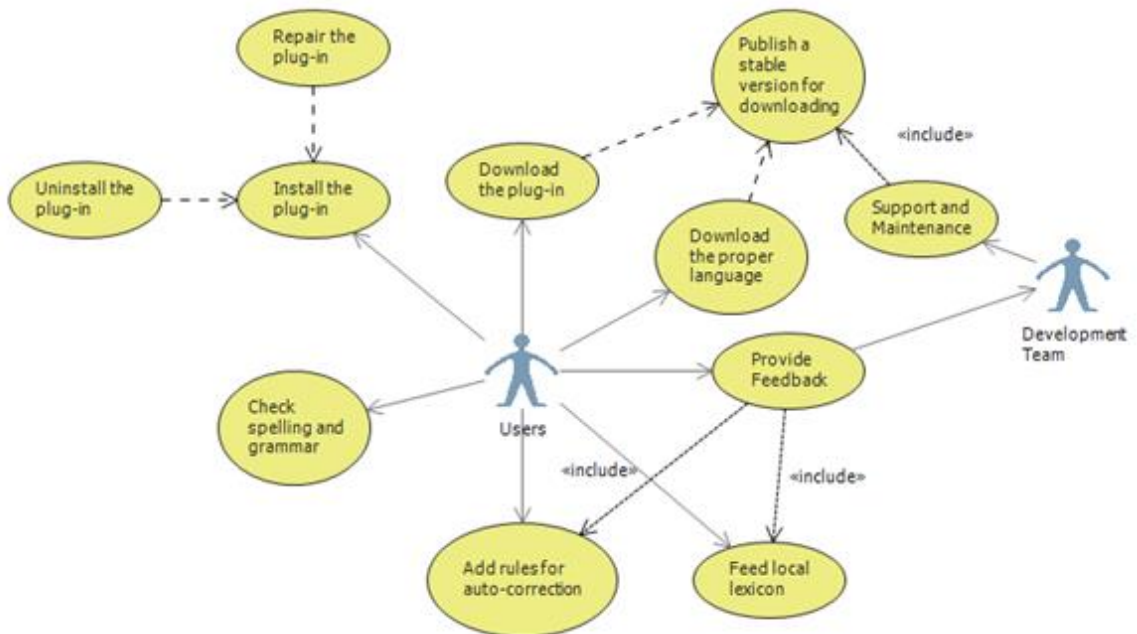 Repair the
plug-in
Publish a
stable
version for
downloading
«include»
Uninstall the
plug-in
Install the
plug-in
Download
the plug-in
Support and
Maintenance
Download
the proper
language
Development
Team
Provide
Feedback
Users
Check
spelling and
grammar
«include»
«include»
Add rules for
auto-correction
Feed local
lexicon